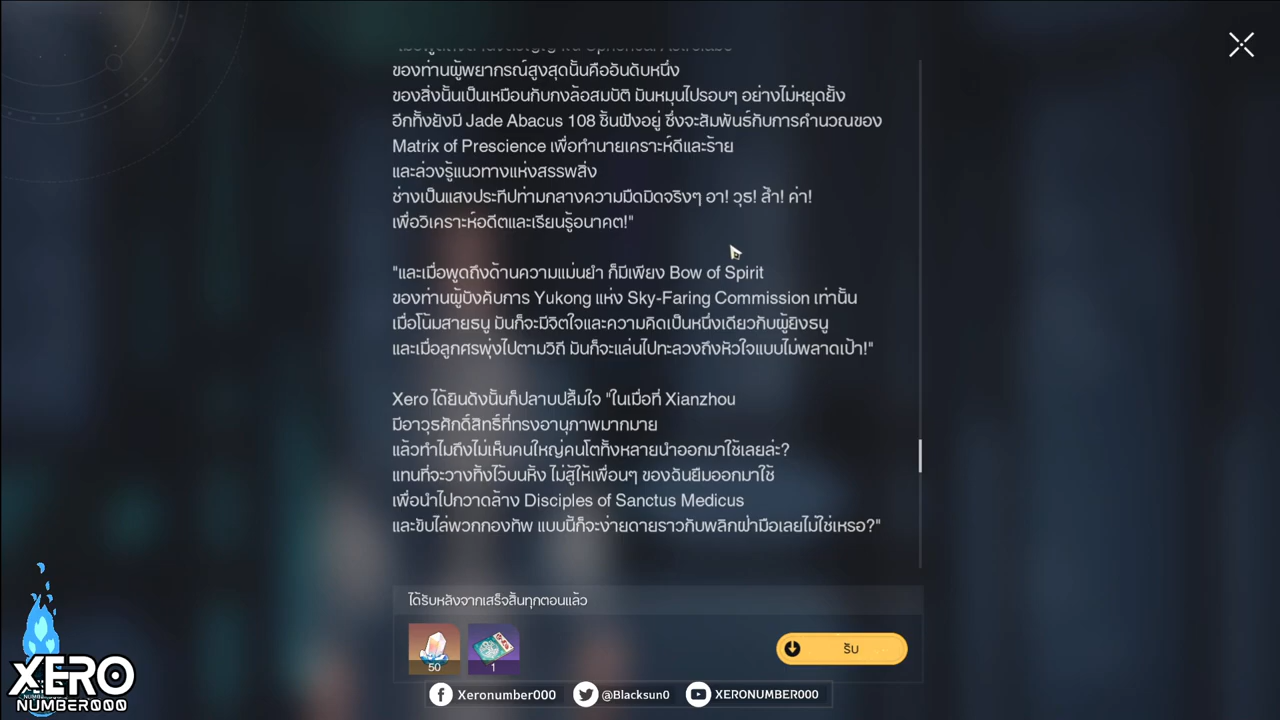 ของท่านผู้พยากรณ์สูงสุดนั้นคืออันดับหนึ่ง
ของสิ่งนั้นเป็นเหมือนกับกงล้อสมบัติ มันหมุนไปรอบๆ อย่างไม่หยุดยั้ง
อีกทั้งยังมี Jade Abacus 108 ชิ้นฝังอยู่ ซึ่งจะสัมพันธ์กับการคำนวณของ
Matrix of Prescience เพื่อทำนายเคราะห์ดีและร้าย
และล่วงรู้แนวทางแห่งสรรพสิ่ง
ช่างเป็นแสงประทีปท่ามกลางความมืดมิดจริงๆ อา! วุธ! ล้ำ! ค่า!
เพื่อวิเคราะห์อดีตและเรียนรู้อนาคต!"
"และเมื่อพูดถึงด้านความแม่นยำ ก็มีเพียง Bow of Spirit
ของท่านผู้บังคับการ Yukong แห่ง Sky-Faring Commission เท่านั้น
เมื่อโน้มสายธนู มันก็จะมีจิตใจและความคิดเป็นหนึ่งเดียวกับผู้ยิงธนู
และเมื่อลูกศรพุ่งไปตามวิถี มันก็จะแล่นไปทะลวงถึงหัวใจแบบไม่พลาดเป้า!"
Xero ได้ยินดังนั้นก็ปลาบปลื้มใจ "ในเมื่อที่ Xianzhou
มีอาวุธศักดิ์สิทธิ์ที่ทรงอานุภาพมากมาย
แล้วทำไมถึงไม่เห็นคนใหญ่คนโตทั้งหลายนำออกมาใช้เลยล่ะ?
แทนที่จะวางทิ้งไว้บนหิ้ง ไม่สู้ให้เพื่อนๆ ของฉันยืมออกมาใช้
เพื่อนำไปกวาดล้าง Disciples of Sanctus Medicus
และขับไล่พวกกองทัพ แบบนี้ก็จะง่ายดายราวกับพลิกฝ่ามือเลยไม่ใช่เหรอ?"
ได้รับหลังจากเสร็จสิ้นทุกตอนแล้ว
50
1
รับ
XERO
NUMBER000
Xeronumber000
@Blacksun0
XERONUMBER000